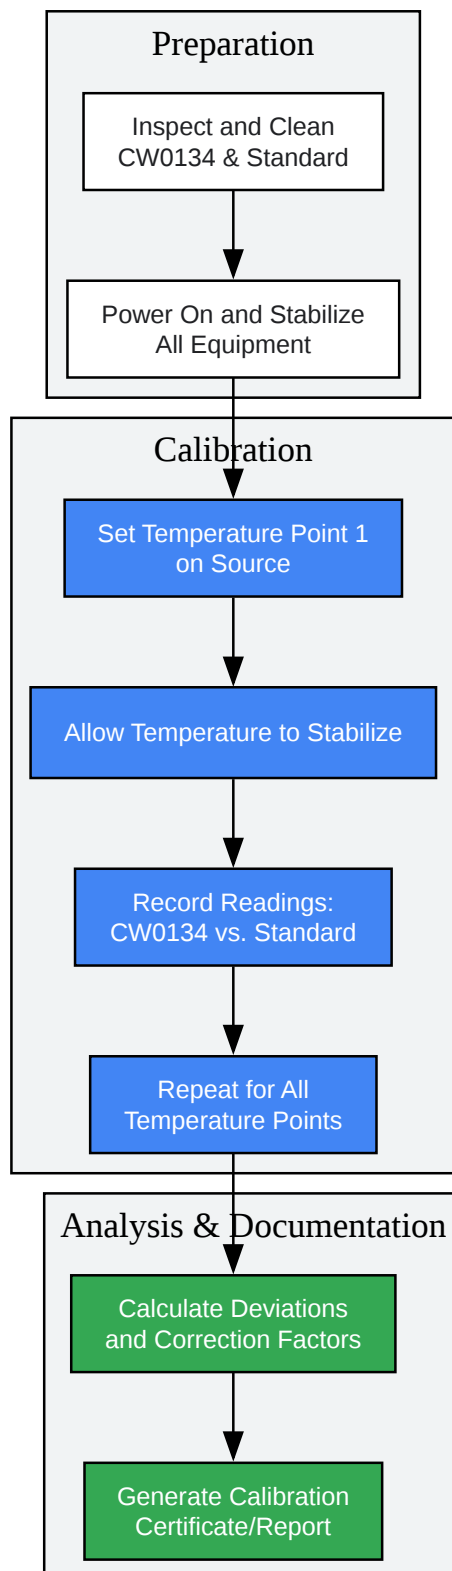 Preparation
Inspect and Clean
CW0134 & Standard
Power On and Stabilize
All Equipment
Calibration
Set Temperature Point 1
on Source
Allow Temperature to Stabilize
Record Readings:
CW0134 vs. Standard
Repeat for All
Temperature Points
Analysis & Documentation
Calculate Deviations
and Correction Factors
Generate Calibration
Certificate/Report